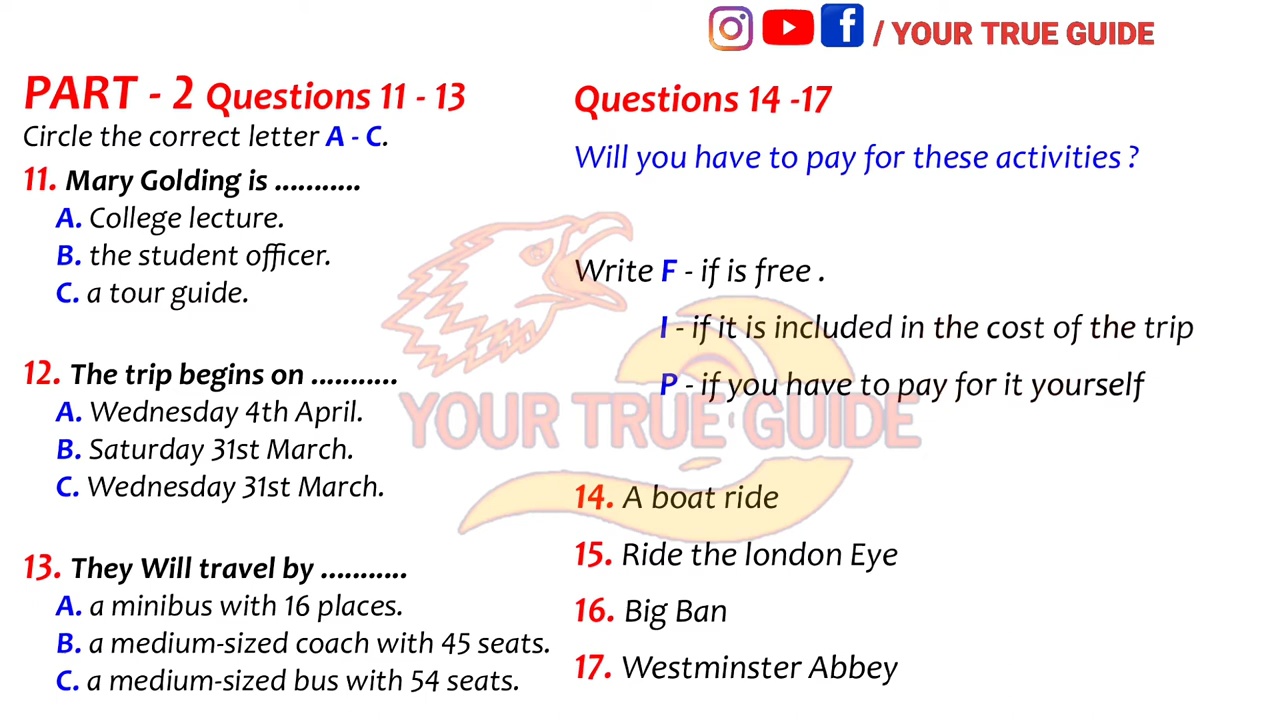 / YOUR TRUE GUIDE
PART - 2 Questions 11 - 13
Circle the correct letter A - C.
11. Mary Golding is ...........
A. College lecture.
B. the student officer.
C. a tour guide.
12. The trip begins on ...........
A. Wednesday 4th April.
B. Saturday 31st March.
C. Wednesday 31st March.
13. They Will travel by ...........
A. a minibus with 16 places.
B. a medium-sized coach with 45 seats.
C. a medium-sized bus with 54 seats.
Questions 14 -17
Will you have to pay for these activities ?
Write F - if is free .
I - if it is included in the cost of the trip
P - if you have to pay for it yourself
14. A boat ride
15. Ride the london Eye
16. Big Ban
17. Westminster Abbey
YOUR TRUE GUIDE